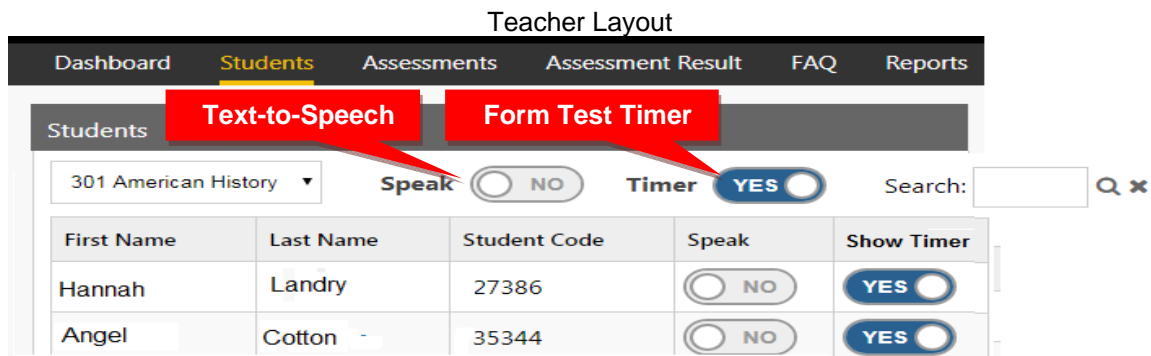 Teacher Layout
Dashboard Students Assessments Assessment Result FAQ Reports
Text-to-Speech Form Test Timer
Students
301 American History Speak NO Timer YES Search:
First Name Last Name Student Code Speak Show Timer
Hannah Landry 27386 NO YES
Angel Cotton - 35344 NO YES